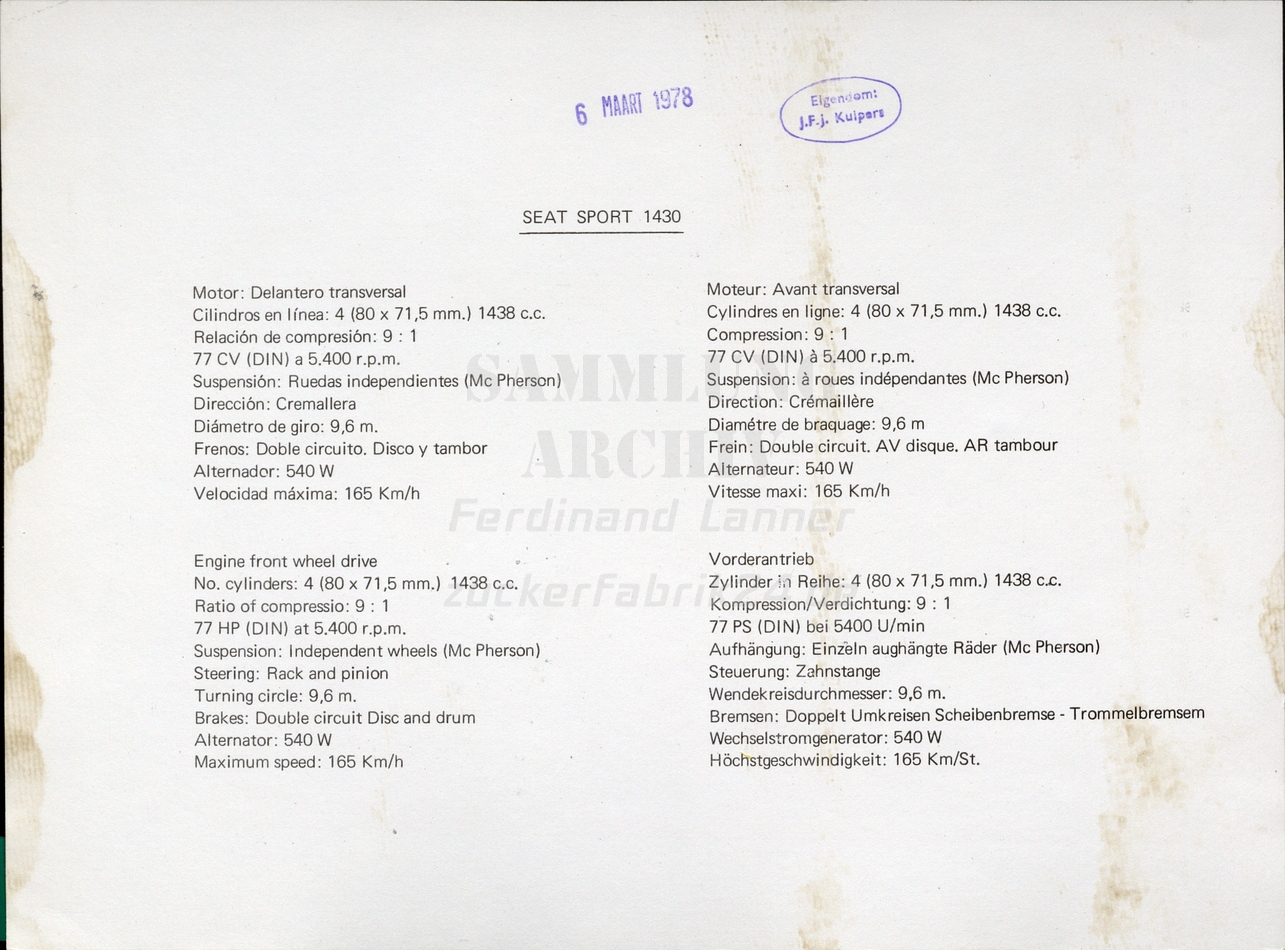 6 MAART 1978
Eigendom:
J.F.j. Kuipers
SEAT SPORT 1430
Motor: Delantero transversal
Cilindros en línea: 4 (80 x 71,5 mm.) 1438 c.c.
Relación de compresión: 9 : 1
77 CV (DIN) a 5.400 r.p.m.
Suspensión: Ruedas independientes (Mc Pherson)
Dirección: Cremallera
Diámetro de giro: 9,6 m.
Frenos: Doble circuito. Disco y tambor
Alternador: 540 W
Velocidad máxima: 165 Km/h
Moteur: Avant transversal
Cylindres en ligne: 4 (80 x 71,5 mm.) 1438 c.c.
Compression: 9 : 1
77 CV (DIN) à 5.400 r.p.m.
Suspension: à roues indépendantes (Mc Pherson)
Direction: Crémaillère
Diamétre de braquage: 9,6 m
Frein: Double circuit. AV disque. AR tambour
Alternateur: 540 W
Vitesse maxi: 165 Km/h
Engine front wheel drive
No. cylinders: 4 (80 x 71,5 mm.) 1438 c.c.
Ratio of compressio: 9 : 1
77 HP (DIN) at 5.400 r.p.m.
Suspension: Independent wheels (Mc Pherson)
Steering: Rack and pinion
Turning circle: 9,6 m.
Brakes: Double circuit Disc and drum
Alternator: 540 W
Maximum speed: 165 Km/h
Vorderantrieb
Zylinder in Reihe: 4 (80 x 71,5 mm.) 1438 c.c.
Kompression/Verdichtung: 9 : 1
77 PS (DIN) bei 5400 U/min
Aufhängung: Einzeln aughängte Räder (Mc Pherson)
Steuerung: Zahnstange
Wendekreisdurchmesser: 9,6 m.
Bremsen: Doppelt Umkreisen Scheibenbremse - Trommelbremsem
Wechselstromgenerator: 540 W
Höchstgeschwindigkeit: 165 Km/St.
SAMMLUNG
ARCHIV
Ferdinand Lanner